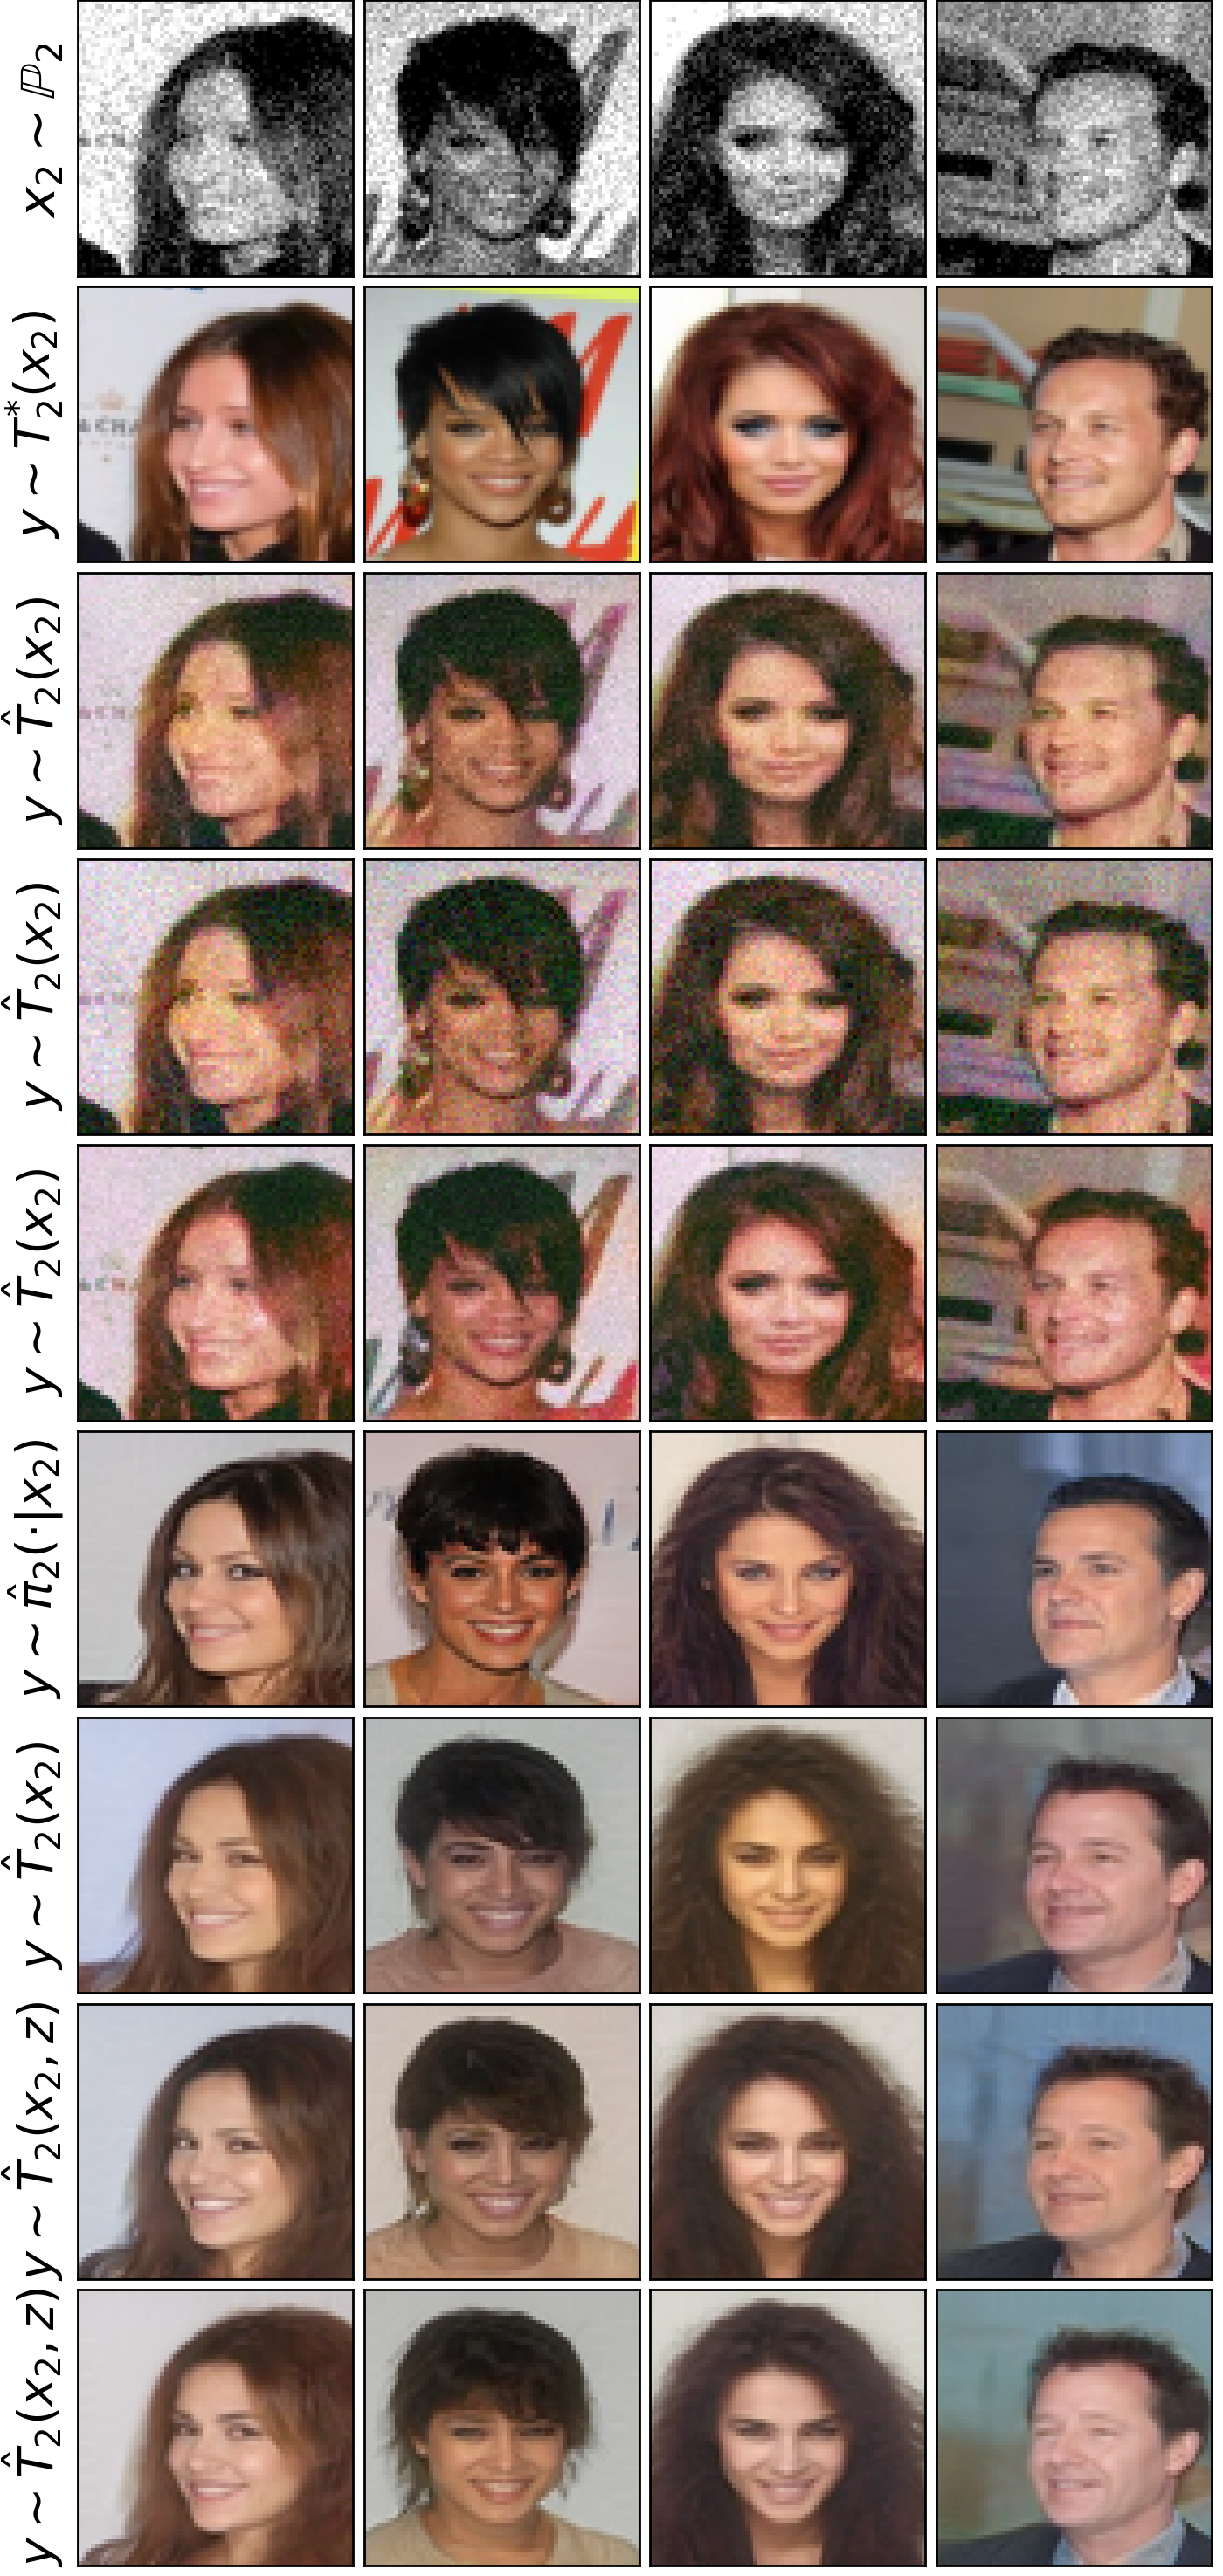 x₂ ~ ℙ₂
y ~ T₂*(x₂)
y ~ T̂₂(x₂)
y ~ T̂₂(x₂)
y ~ T̂₂(x₂)
y ~ π̂₂(·|x₂)
y ~ T̂₂(x₂)
y ~ T̂₂(x₂, z)
y ~ T̂₂(x₂, z)